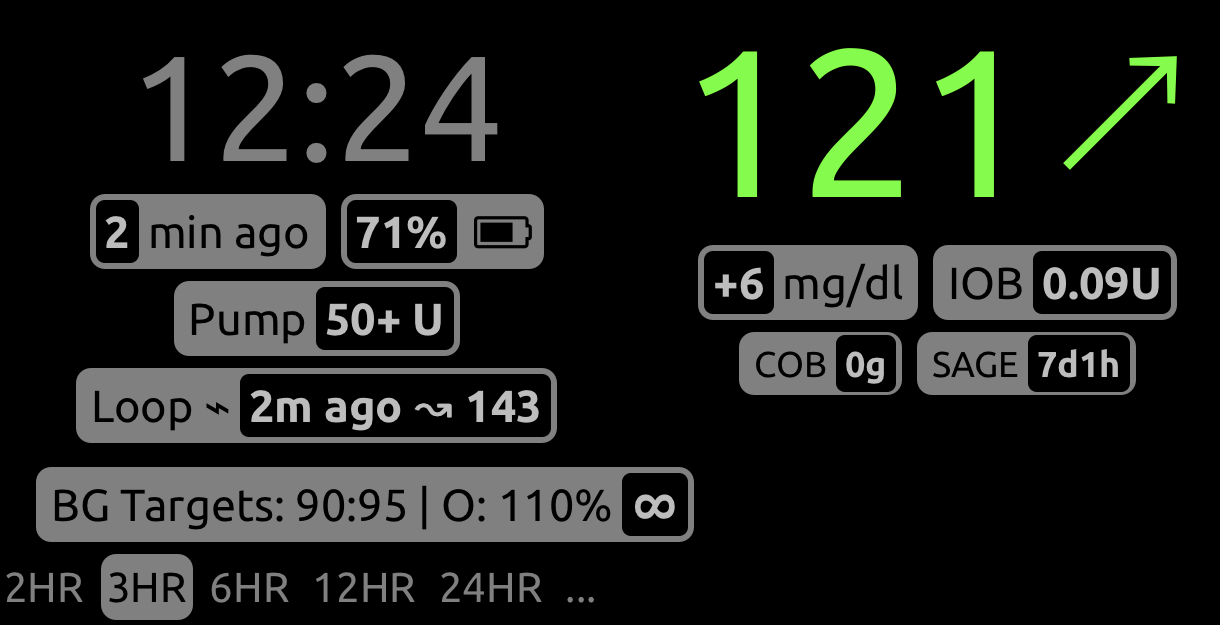 12:24
2 min ago 71%
Pump 50+ U
Loop ⌁ 2m ago ↝ 143
121↗
+6 mg/dl IOB 0.09U
COB 0g SAGE 7d1h
BG Targets: 90:95 | O: 110% ∞
2HR 3HR 6HR 12HR 24HR ...